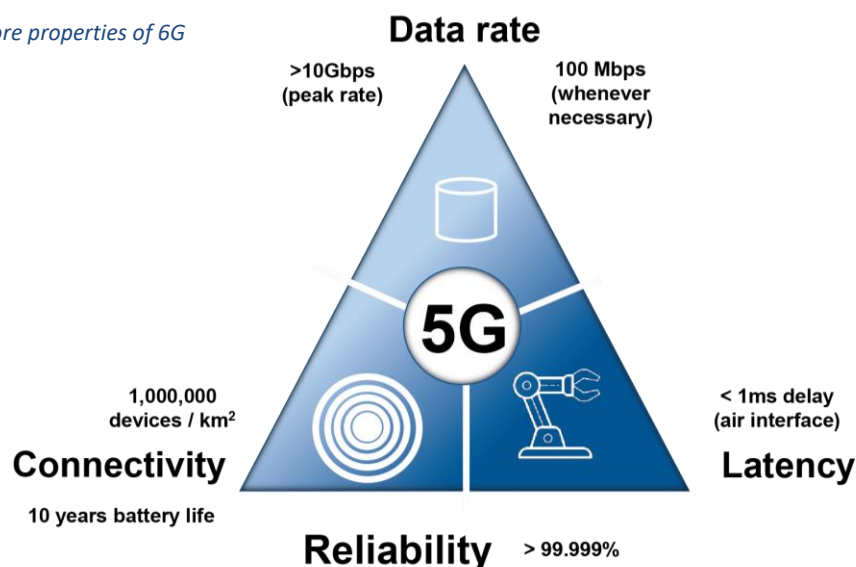 properties of 6G
Data rate
>10Gbps
(peak rate)
100 Mbps
(whenever
necessary)
5G
1,000,000
devices / km²
Connectivity
10 years battery life
< 1ms delay
(air interface)
Latency
Reliability
> 99.999%